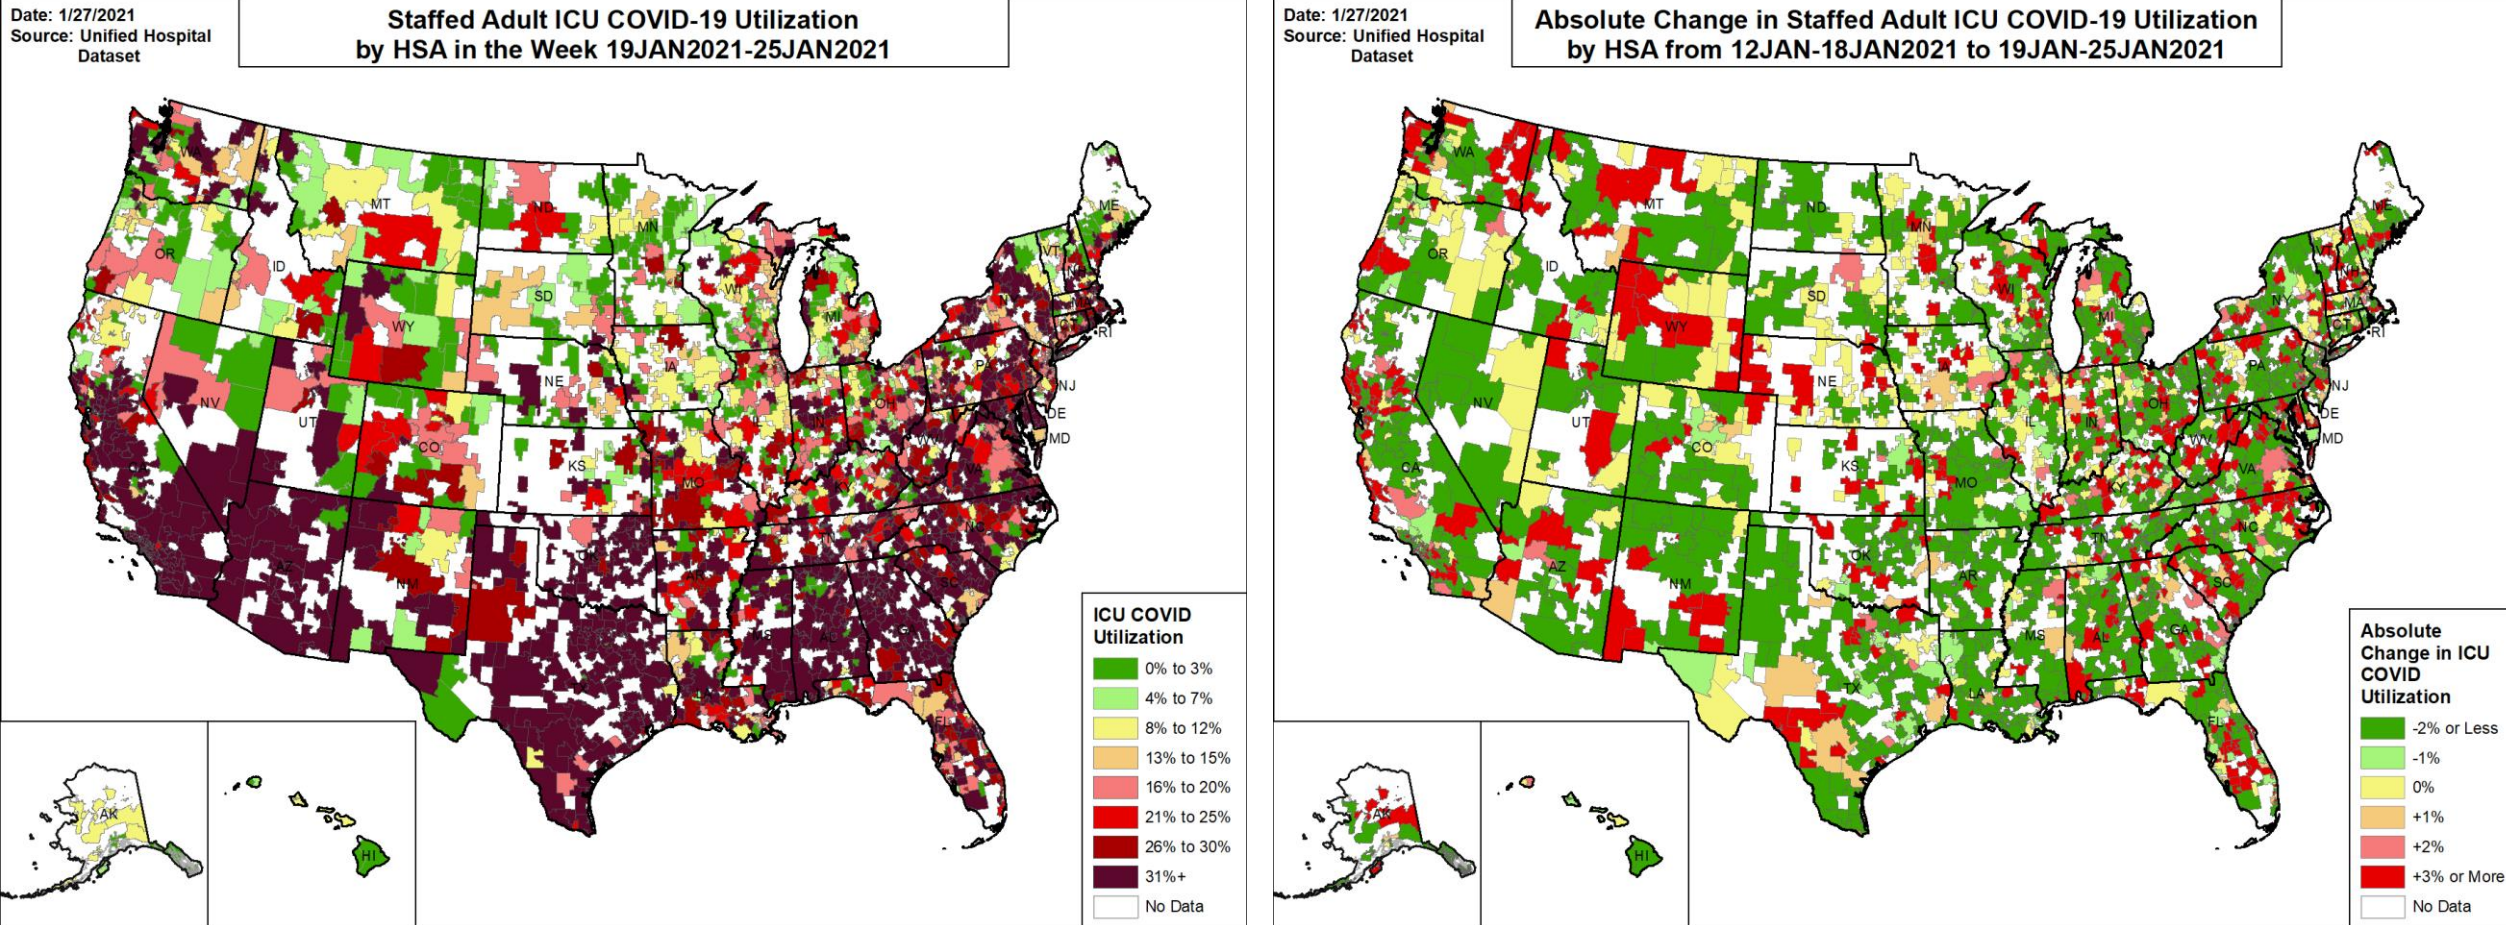 Date: 1/27/2021
Source: Unified Hospital
Dataset
Staffed Adult ICU COVID-19 Utilization
by HSA in the Week 19JAN2021-25JAN2021
WA
MT
ND
MN
ME
OR
ID
SD
WI
VT
WY
MI
RI
NV
NE
IA
PA
NJ
UT
CO
OH
DE
MD
KS
MO
VA
AZ
NM
SC
FL
AK
HI
ICU COVID
Utilization
0% to 3%
4% to 7%
8% to 12%
13% to 15%
16% to 20%
21% to 25%
26% to 30%
31%+
No Data
Date: 1/27/2021
Source: Unified Hospital
Dataset
Absolute Change in Staffed Adult ICU COVID-19 Utilization
by HSA from 12JAN-18JAN2021 to 19JAN-25JAN2021
WA
MT
ND
MN
ME
OR
ID
SD
WI
NH
NY
MA
WY
MI
CT
RI
NV
NE
IA
PA
NJ
UT
CO
IL
IN
OH
DE
MD
CA
KS
MO
KY
WV
VA
AZ
NM
OK
AR
TN
NC
SC
MS
AL
GA
TX
LA
FL
AK
HI
Absolute
Change in ICU
COVID
Utilization
-2% or Less
-1%
0%
+1%
+2%
+3% or More
No Data